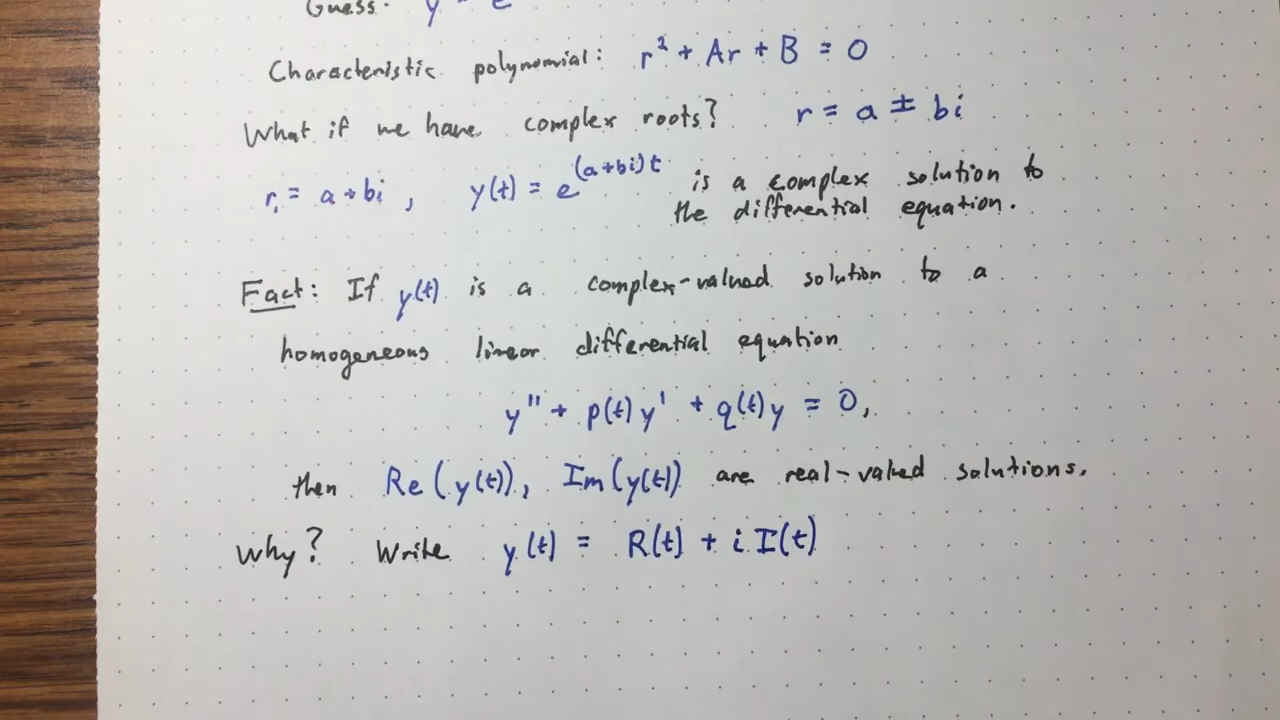 Guess: y = e
Characteristic polynomial: r² + Ar + B = 0
What if we have complex roots? r = a ± bi
r₁ = a+bi, y(t) = e^(a+bi)t is a complex solution to
the differential equation.
Fact: If y(t) is a complex-valued solution to a
homogeneous linear differential equation
y'' + p(t)y' + q(t)y = 0,
then Re(y(t)), Im(y(t)) are real-valued solutions.
Why? Write y(t) = R(t) + i I(t)